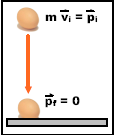 m v⃗ᵢ = p⃗ᵢ
p⃗f = 0